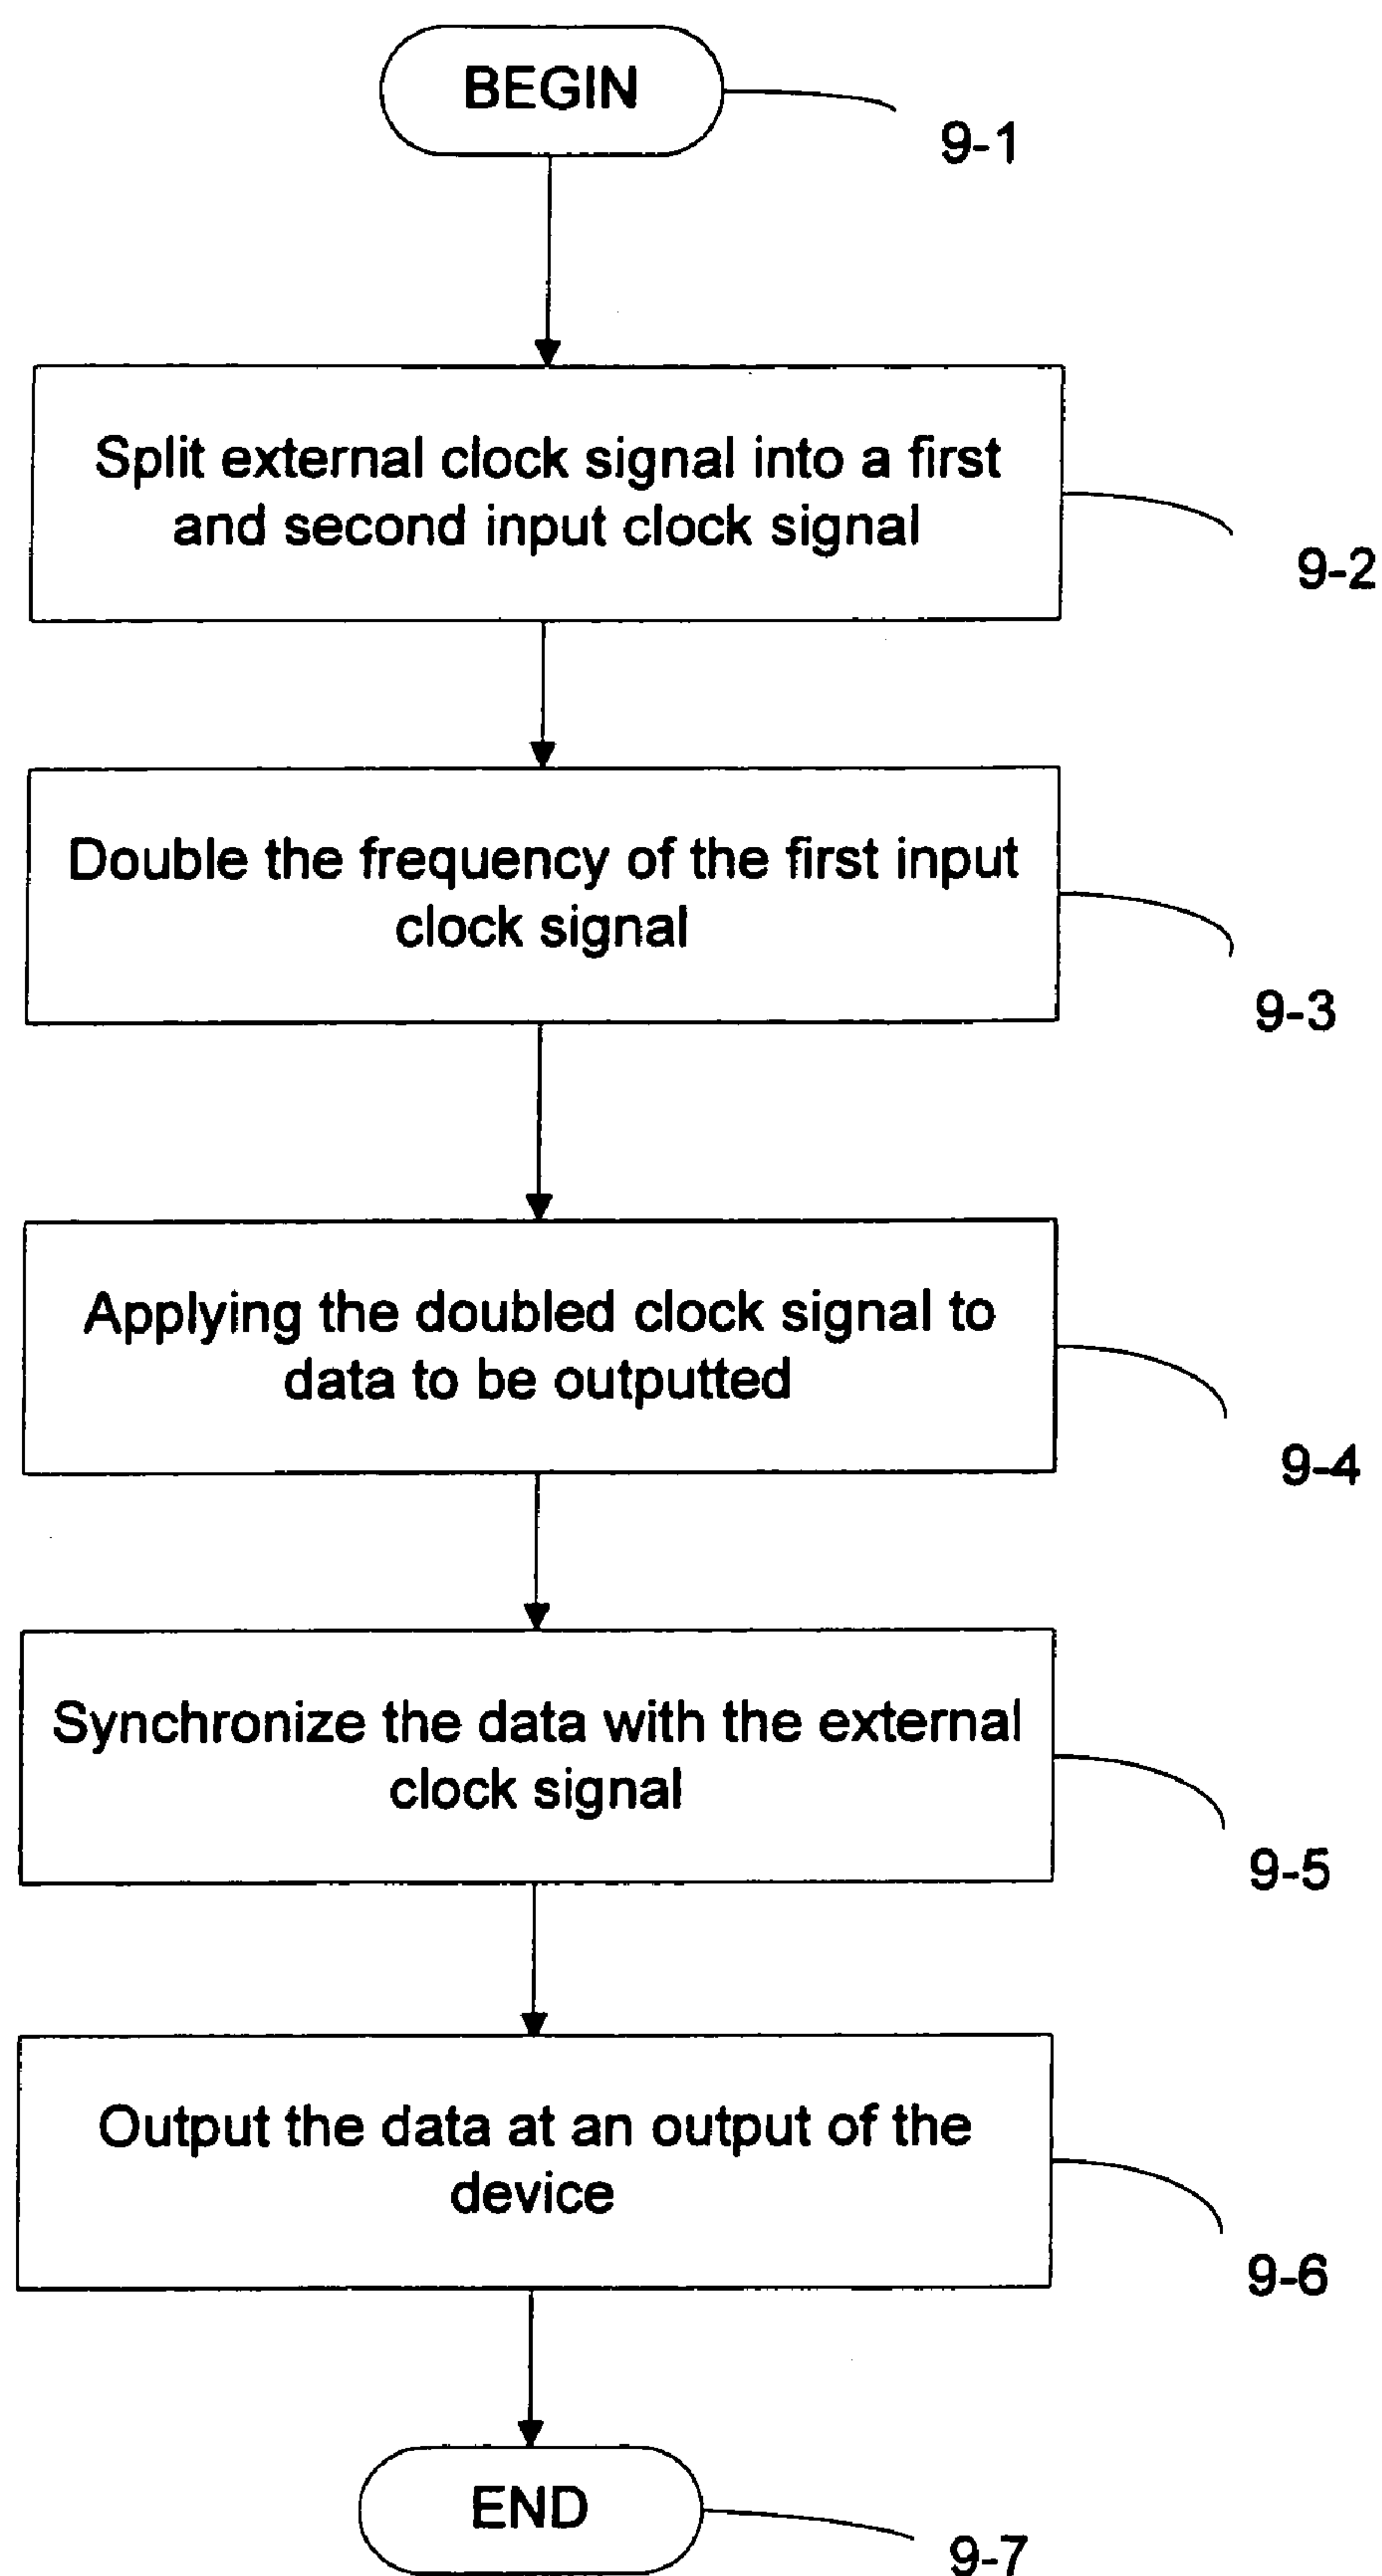 BEGIN
9-1
Split external clock signal into a first
and second input clock signal
9-2
Double the frequency of the first input
clock signal
9-3
Applying the doubled clock signal to
data to be outputted
9-4
Synchronize the data with the external
clock signal
9-5
Output the data at an output of the
device
9-6
END
9-7